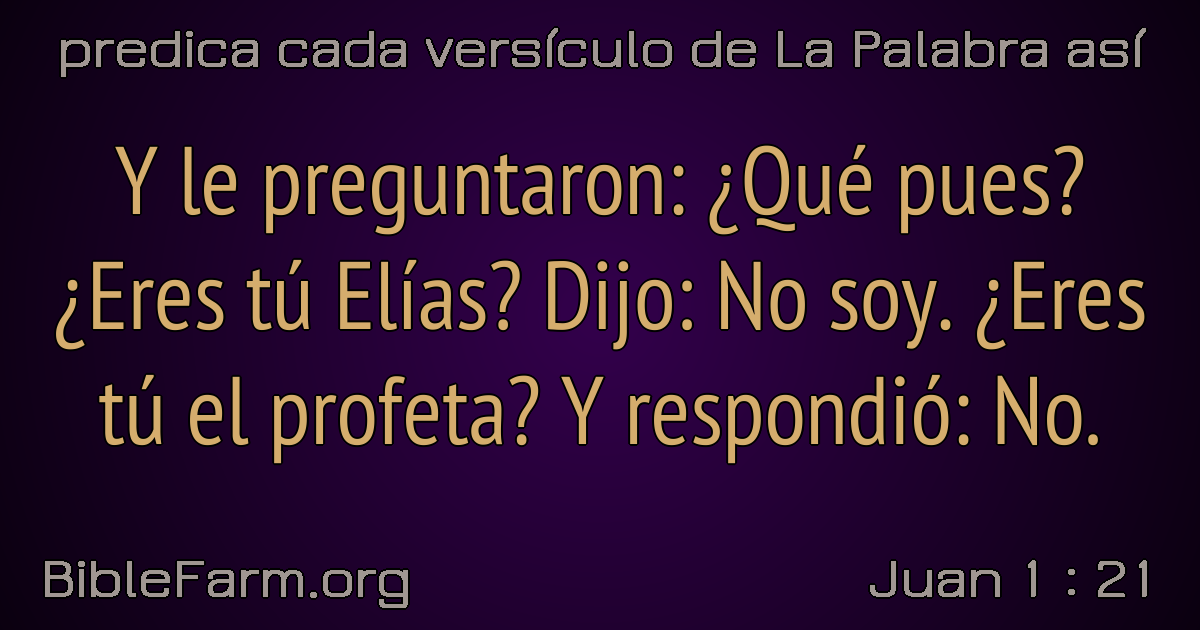 predica cada versículo de La Palabra así
Y le preguntaron: ¿Qué pues?
¿Eres tú Elías? Dijo: No soy. ¿Eres
tú el profeta? Y respondió: No.
BibleFarm.org
Juan 1 : 21